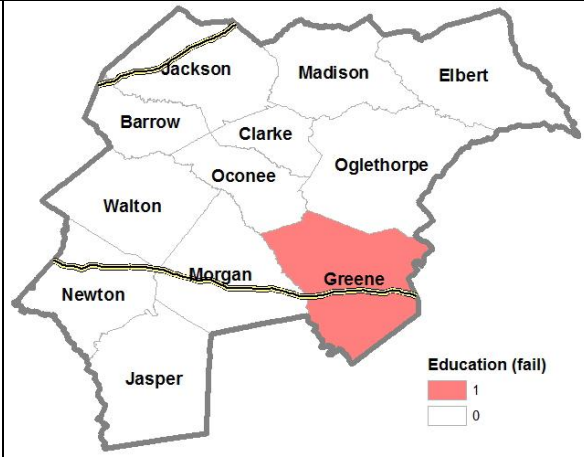 Jackson
Madison
Elbert
Barrow
Clarke
Oglethorpe
Oconee
Walton
Morgan
Greene
Newton
Jasper
Education (fail)
1
0